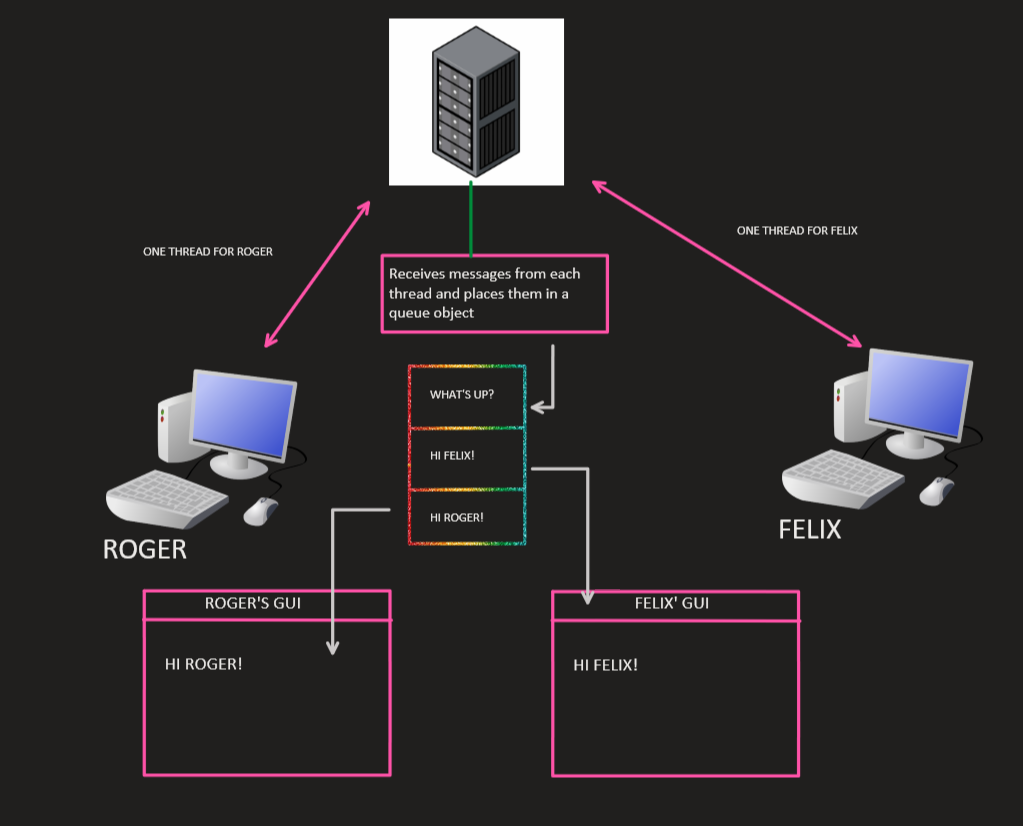 ONE THREAD FOR FELIX
ONE THREAD FOR ROGER
Receives messages from each
thread and places them in a
queue object
WHAT'S UP?
HI FELIX!
HI ROGER!
ROGER
FELIX
ROGER'S GUI
HI ROGER!
FELIX' GUI
HI FELIX!